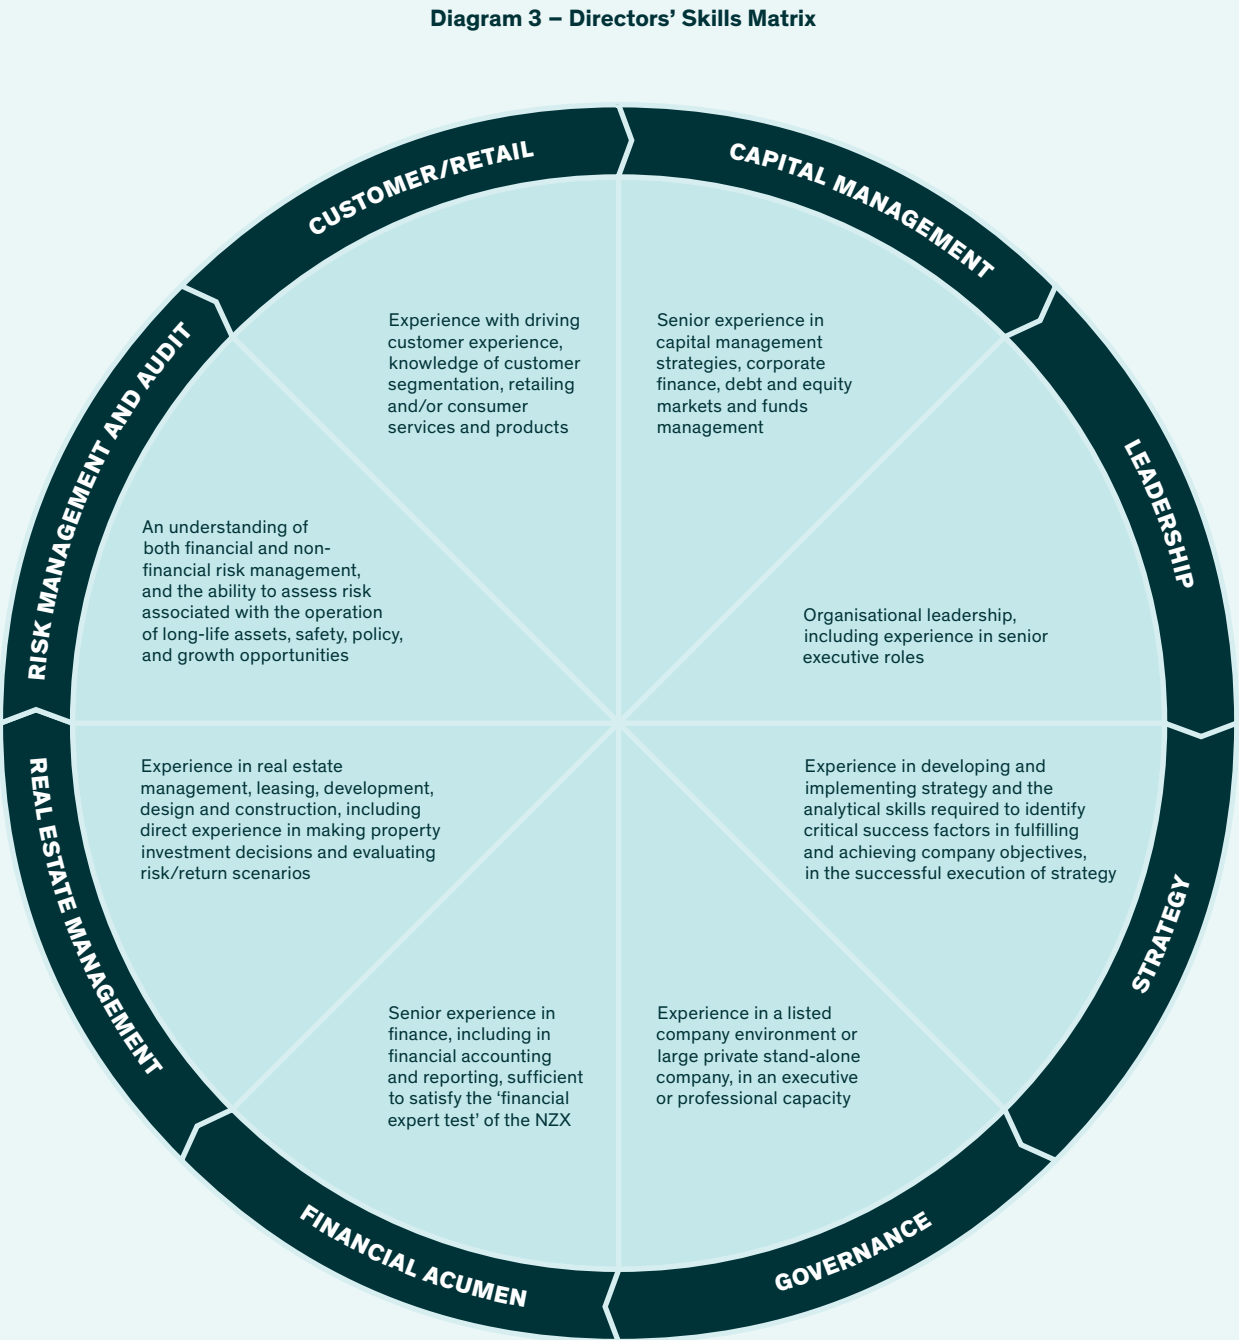 Diagram 3 – Directors’ Skills Matrix
CAPITAL MANAGEMENT
Senior experience in
capital management
strategies, corporate
finance, debt and equity
markets and funds
management
LEADERSHIP
Organisational leadership,
including experience in senior
executive roles
STRATEGY
Experience in developing and
implementing strategy and the
analytical skills required to identify
critical success factors in fulfilling
and achieving company objectives,
in the successful execution of strategy
GOVERNANCE
Experience in a listed
company environment or
large private stand-alone
company, in an executive
or professional capacity
FINANCIAL ACUMEN
Senior experience in
finance, including in
financial accounting
and reporting, sufficient
to satisfy the ‘financial
expert test’ of the NZX
REAL ESTATE MANAGEMENT
Experience in real estate
management, leasing, development,
design and construction, including
direct experience in making property
investment decisions and evaluating
risk/return scenarios
RISK MANAGEMENT AND AUDIT
An understanding of
both financial and non-
financial risk management,
and the ability to assess risk
associated with the operation
of long-life assets, safety, policy,
and growth opportunities
CUSTOMER/RETAIL
Experience with driving
customer experience,
knowledge of customer
segmentation, retailing
and/or consumer
services and products